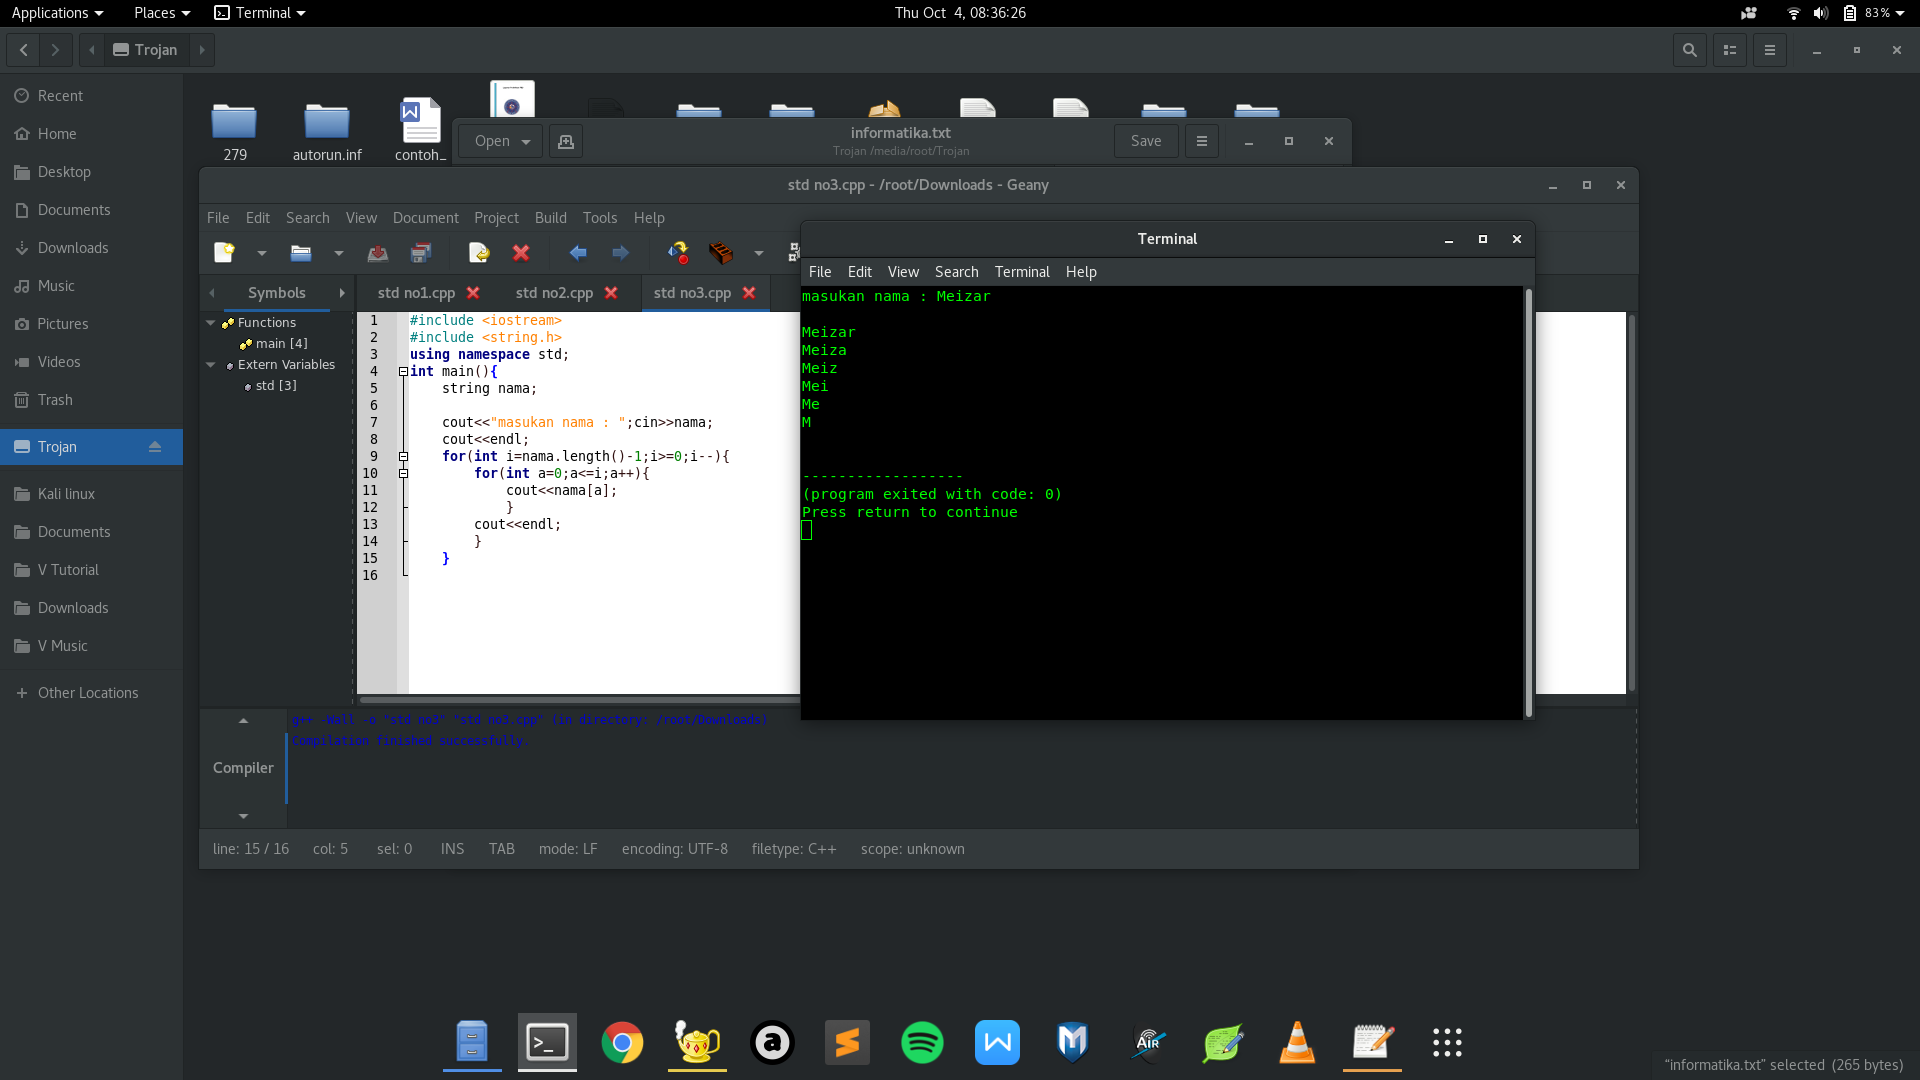 Applications Places Terminal Thu Oct 4, 08:36:26 83%
Trojan
Recent
Home
Desktop
Documents
Downloads
Music
Pictures
Videos
Trash
Trojan
Kali linux
Documents
V Tutorial
Downloads
V Music
Other Locations
279 autorun.inf contoh_
Open informatika.txt Save
Trojan /media/root/Trojan
std no3.cpp - /root/Downloads - Geany
File Edit Search View Document Project Build Tools Help
Symbols std no1.cpp std no2.cpp std no3.cpp
Functions
main [4]
Extern Variables
std [3]
1 #include <iostream>
2 #include <string.h>
3 using namespace std;
4 int main(){
5 string nama;
6
7 cout<<"masukan nama : ";cin>>nama;
8 cout<<endl;
9 for(int i=nama.length()-1;i>=0;i--){
10 for(int a=0;a<=i;a++){
11 cout<<nama[a];
12 }
13 cout<<endl;
14 }
15 }
16
Terminal
File Edit View Search Terminal Help
masukan nama : Meizar
Meizar
Meiza
Meiz
Mei
Me
M
------------------
(program exited with code: 0)
Press return to continue
Compiler
g++ -Wall -o "std no3" "std no3.cpp" (in directory: /root/Downloads)
Compilation finished successfully.
line: 15 / 16 col: 5 sel: 0 INS TAB mode: LF encoding: UTF-8 filetype: C++ scope: unknown
a
W
AIR
"informatika.txt" selected (265 bytes)